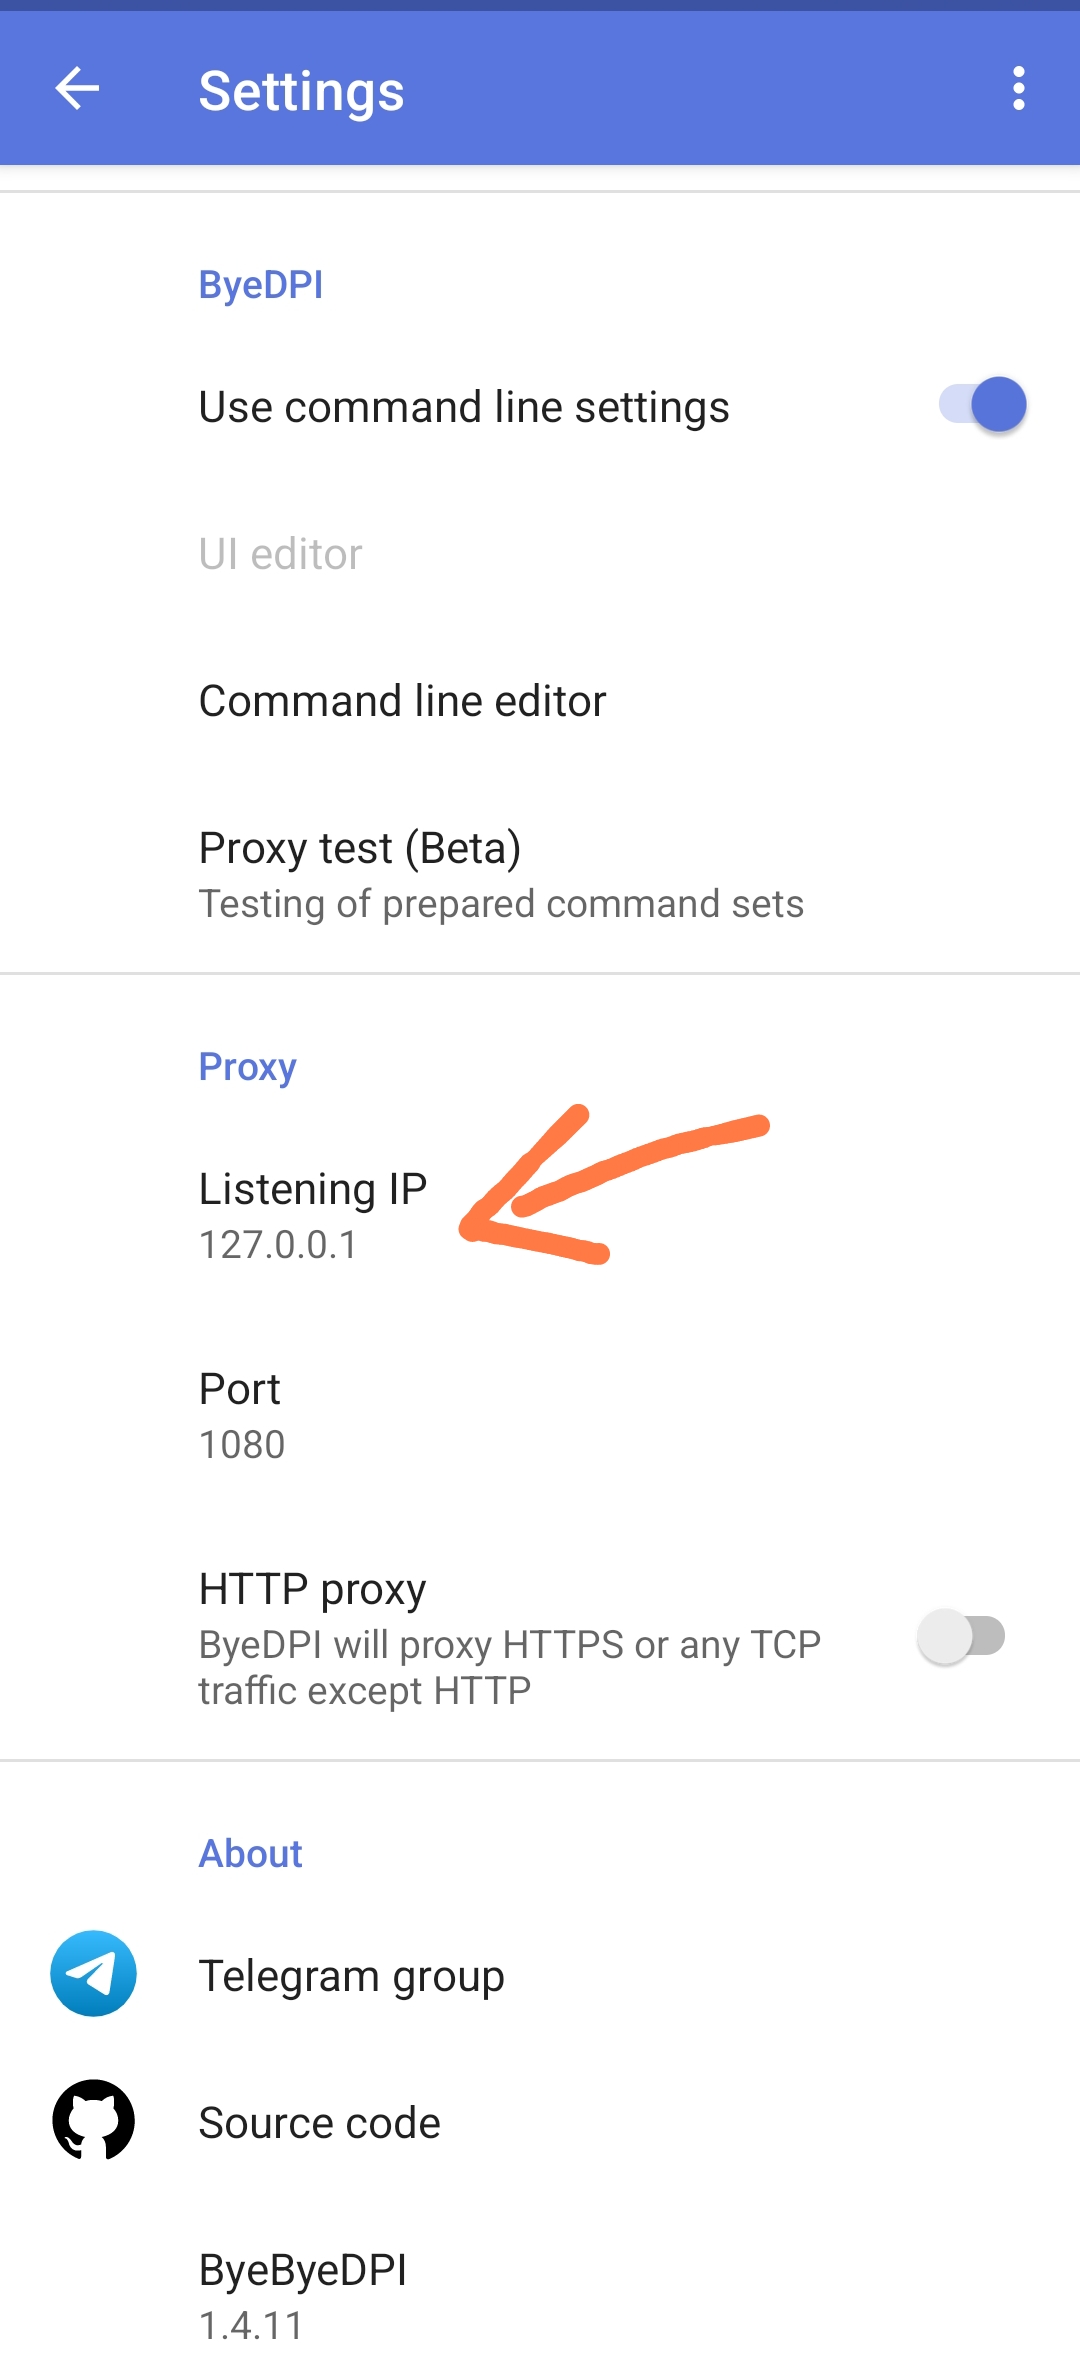 Settings
ByeDPI
Use command line settings
UI editor
Command line editor
Proxy test (Beta)
Testing of prepared command sets
Proxy
Listening IP
127.0.0.1
Port
1080
HTTP proxy
ByeDPI will proxy HTTPS or any TCP
traffic except HTTP
About
Telegram group
Source code
ByeByeDPI
1.4.11